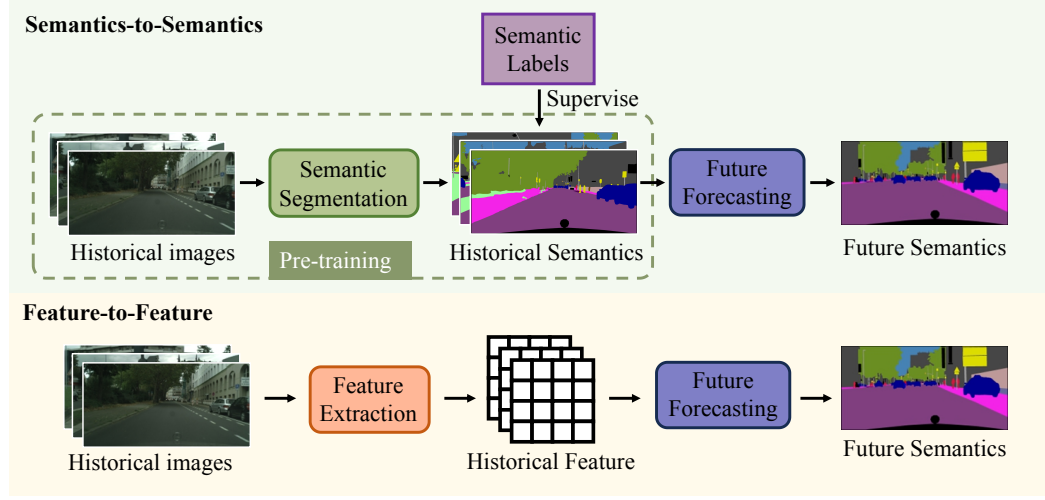 Semantics-to-Semantics
Semantic
Labels
Supervise
Semantic
Segmentation
Future
Forecasting
Historical images
Pre-training
Historical Semantics
Future Semantics
Feature-to-Feature
Feature
Extraction
Future
Forecasting
Historical images
Historical Feature
Future Semantics